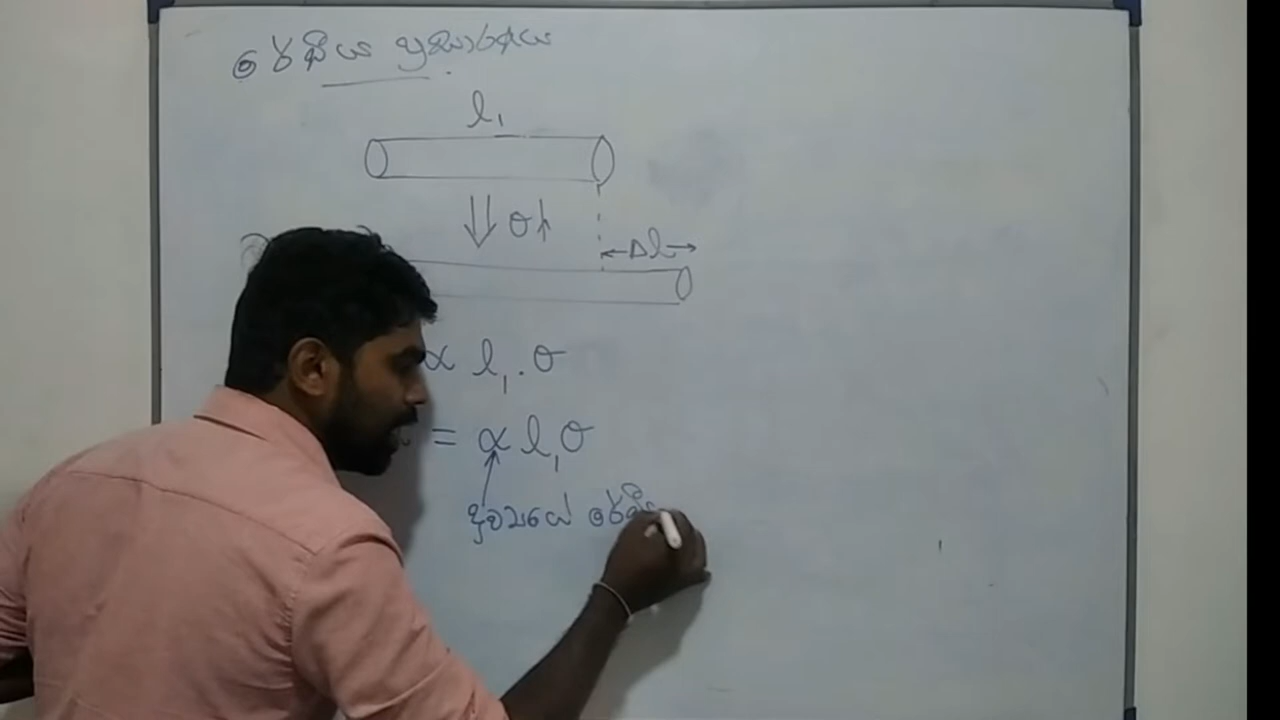 රේඛීය ප්‍රසාරණය
l₁
θ↑
Δl
∝ l₁ . θ
= α l₁ θ
ද්‍රව්‍යයේ රේඛීය